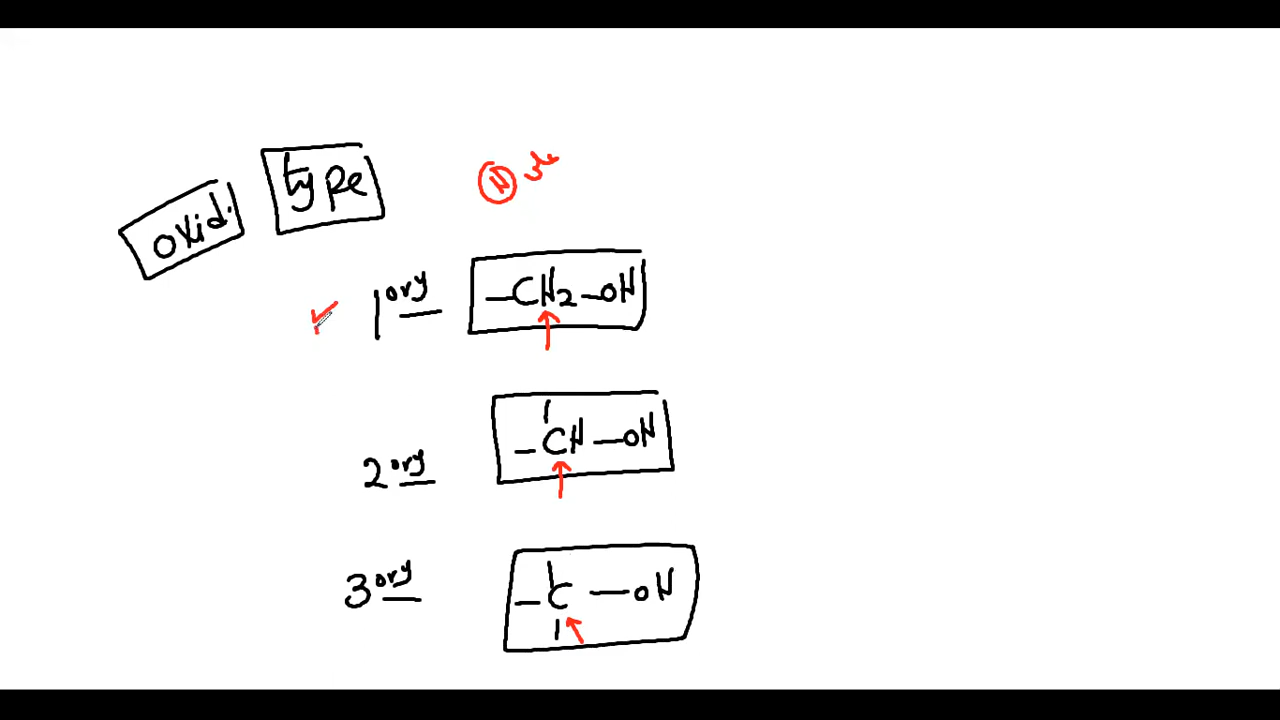 oxid. type
H
1ory -CH2-OH
2ory -CH-OH
3ory -C-OH